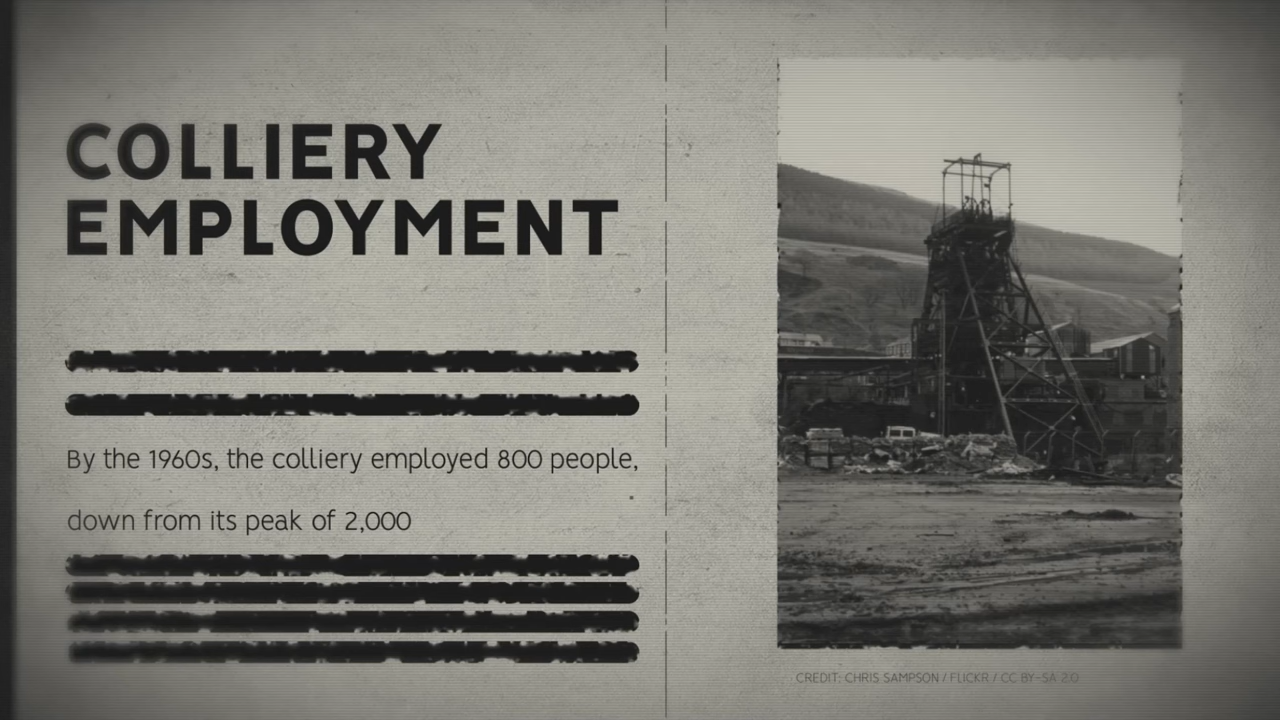 COLLIERY
EMPLOYMENT
By the 1960s, the colliery employed 800 people,
down from its peak of 2,000
CREDIT: CHRIS SAMPSON / FLICKR / CC BY-SA 2.0